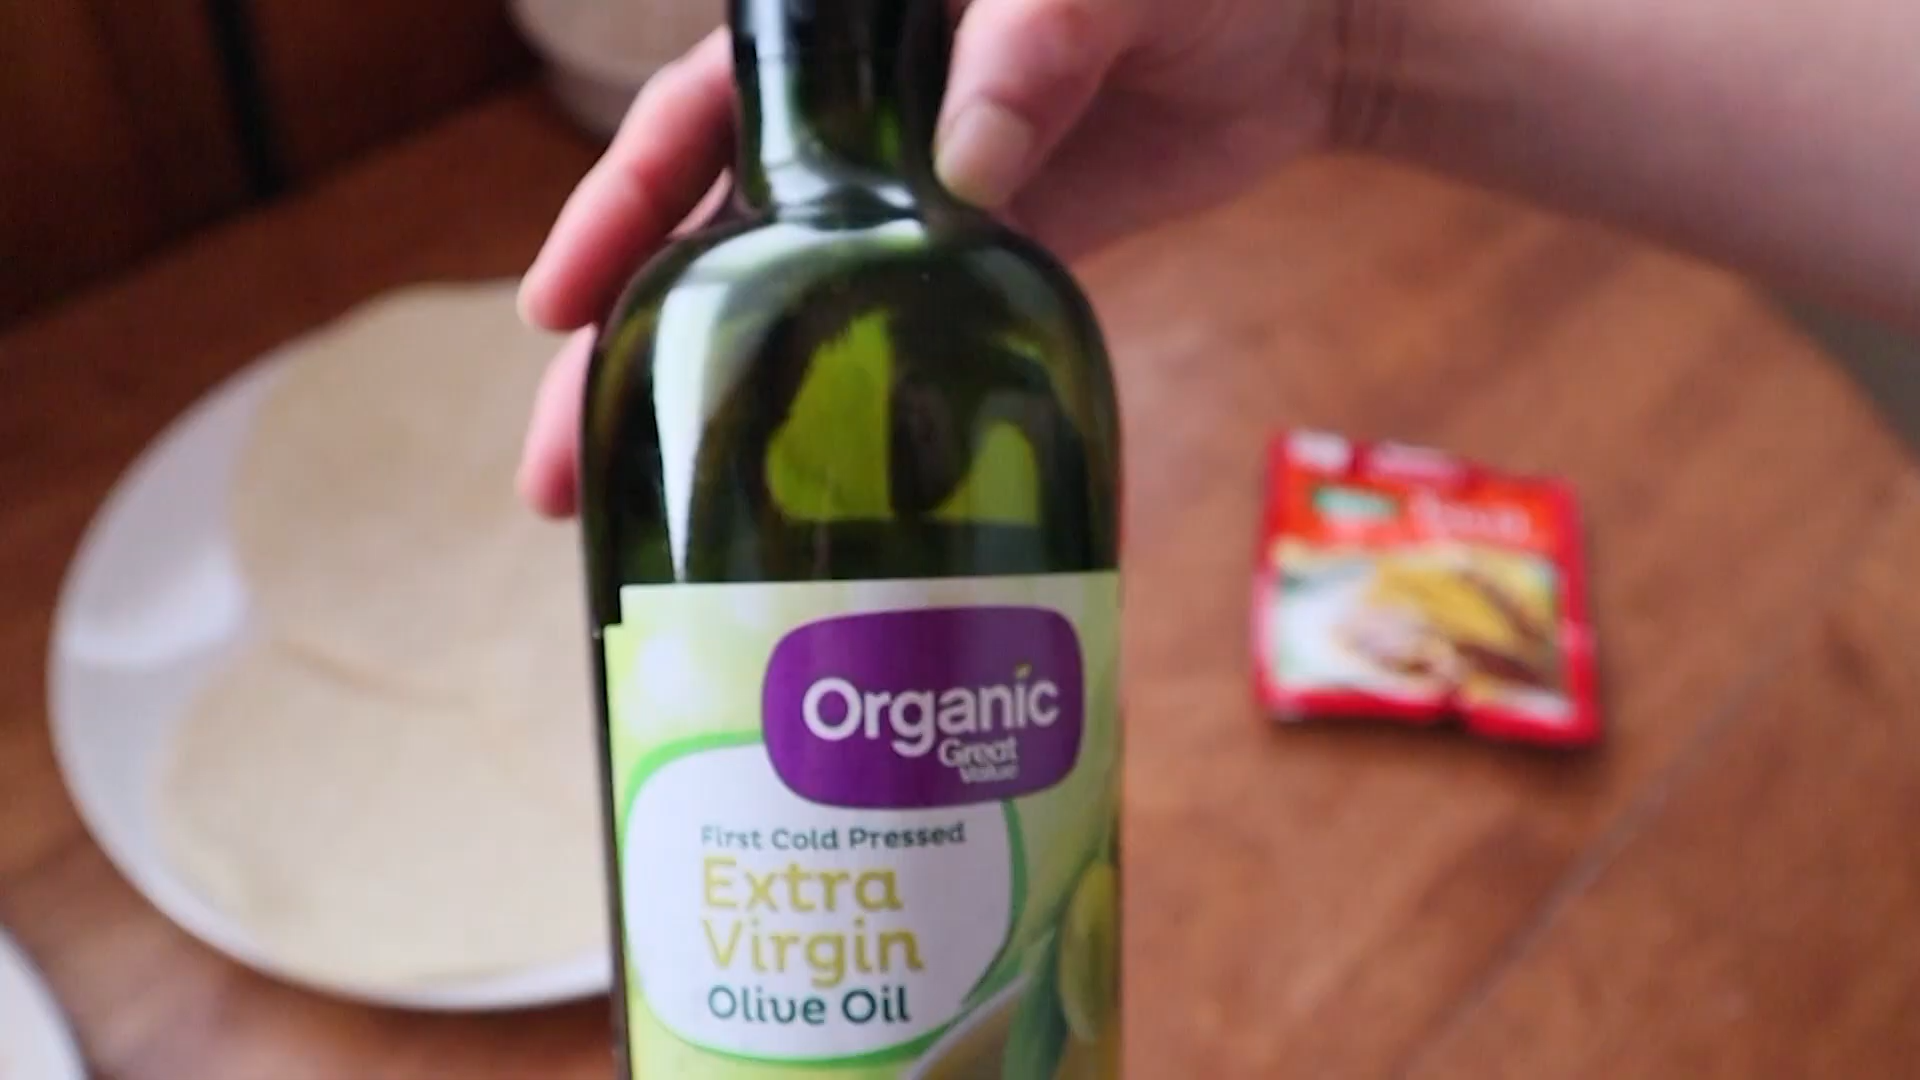 Organic
Great
Value
First Cold Pressed
Extra
Virgin
Olive Oil